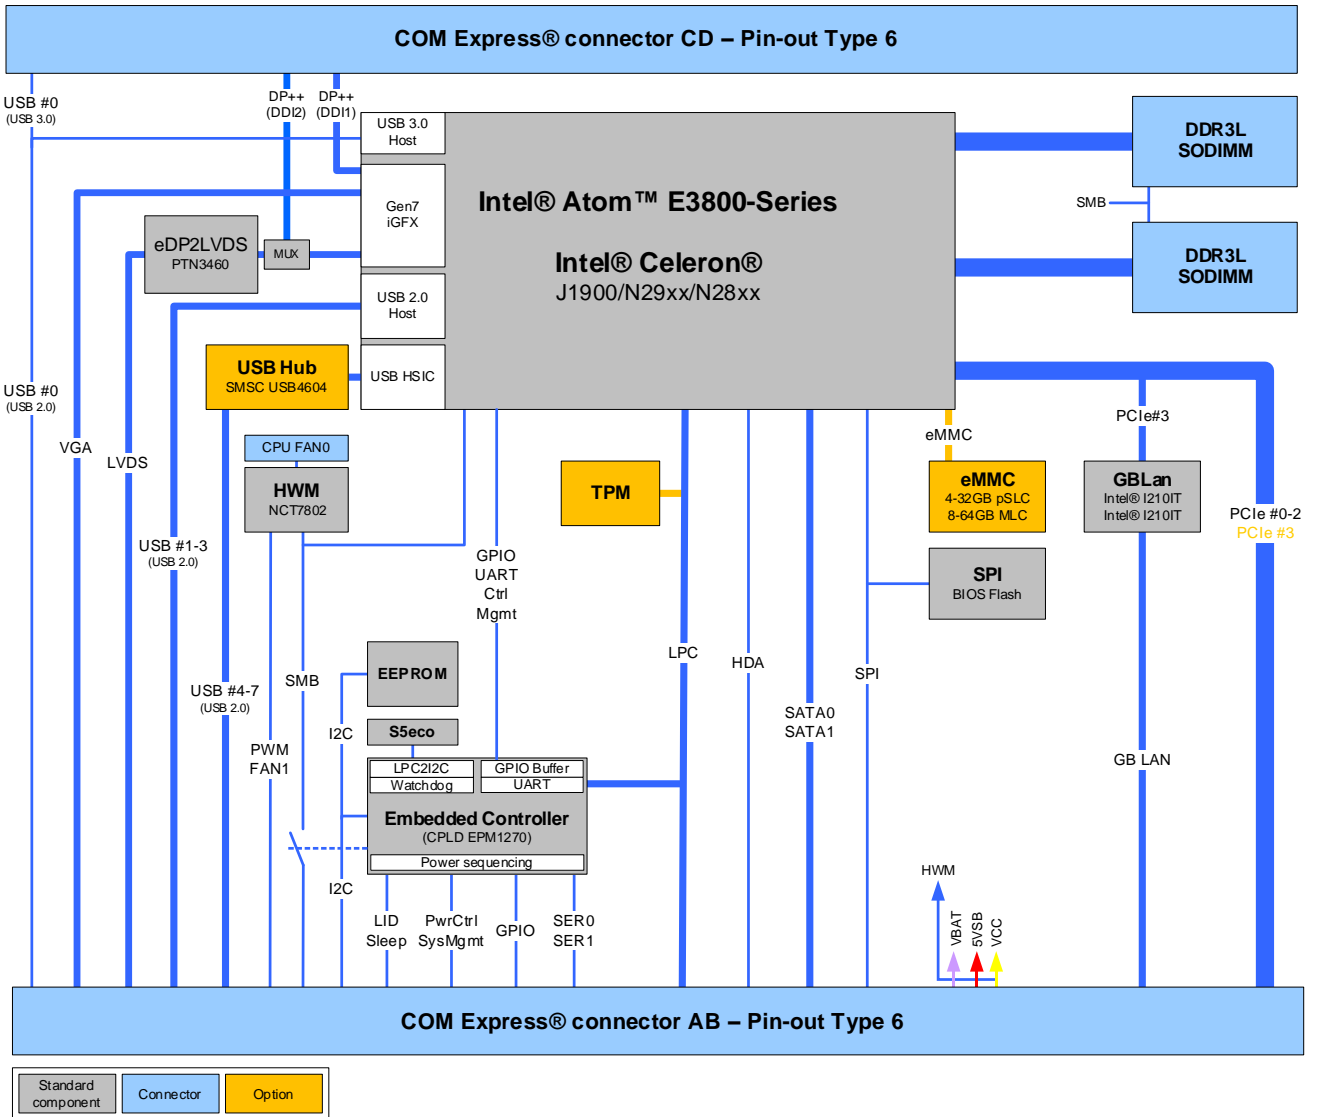 COM Express® connector CD – Pin-out Type 6
USB #0
(USB 3.0)
DP++
(DDI2)
DP++
(DDI1)
USB 3.0
Host
Gen7
iGFX
USB 2.0
Host
USB HSIC
Intel® Atom™ E3800-Series
Intel® Celeron®
J1900/N29xx/N28xx
DDR3L
SODIMM
SMB
DDR3L
SODIMM
eDP2LVDS
PTN3460
MUX
USB Hub
SMSC USB4604
USB #0
(USB 2.0)
VGA
LVDS
CPU FAN0
HWM
NCT7802
USB #1-3
(USB 2.0)
TPM
eMMC
eMMC
4-32GB pSLC
8-64GB MLC
PCIe#3
GBLan
Intel® I210IT
Intel® I210IT
PCIe #0-2
PCIe #3
GPIO
UART
Ctrl
Mgmt
SPI
BIOS Flash
LPC
HDA
SPI
SATA0
SATA1
GB LAN
USB #4-7
(USB 2.0)
SMB
PWM
FAN1
EEPROM
I2C
S5eco
LPC2I2C
Watchdog
GPIO Buffer
UART
Embedded Controller
(CPLD EPM1270)
Power sequencing
I2C
LID
Sleep
PwrCtrl
SysMgmt
GPIO
SER0
SER1
HWM
VBAT
5VSB
VCC
COM Express® connector AB – Pin-out Type 6
Standard
component
Connector
Option